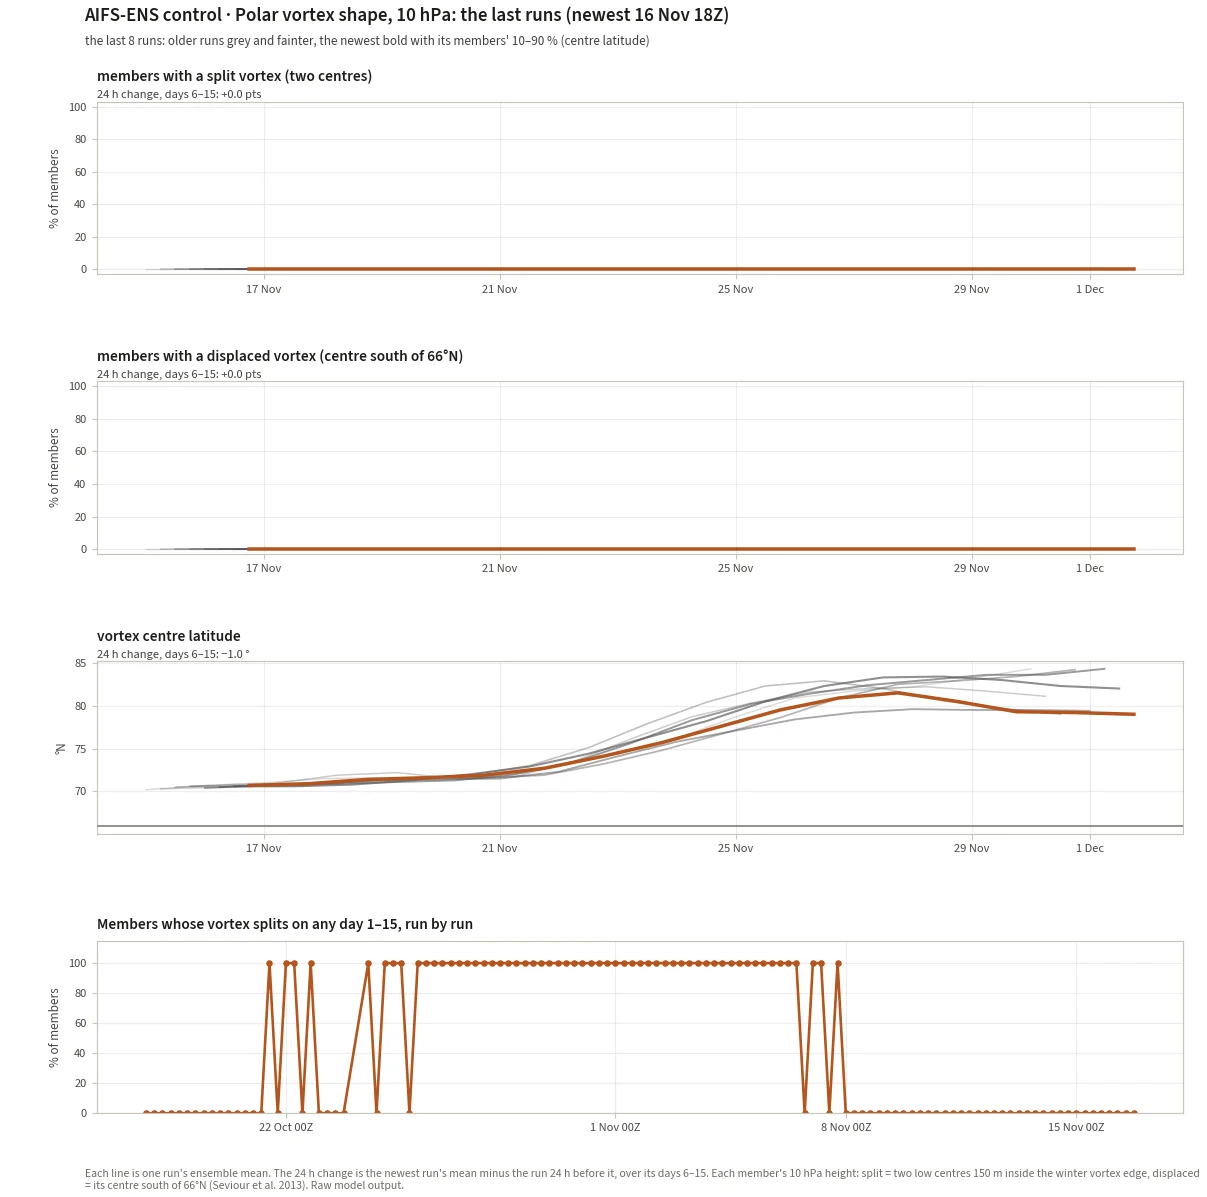 AIFS-ENS control · Polar vortex shape, 10 hPa: the last runs (newest 16 Nov 18Z)
the last 8 runs: older runs grey and fainter, the newest bold with its members' 10–90 % (centre latitude)
members with a split vortex (two centres)
24 h change, days 6–15: +0.0 pts
100
80
60
40
20
0
% of members
17 Nov
21 Nov
25 Nov
29 Nov
1 Dec
members with a displaced vortex (centre south of 66°N)
24 h change, days 6–15: +0.0 pts
100
80
60
40
20
0
% of members
17 Nov
21 Nov
25 Nov
29 Nov
1 Dec
vortex centre latitude
24 h change, days 6–15: −1.0 °
85
80
75
70
°N
17 Nov
21 Nov
25 Nov
29 Nov
1 Dec
Members whose vortex splits on any day 1–15, run by run
100
80
60
40
20
0
% of members
22 Oct 00Z
1 Nov 00Z
8 Nov 00Z
15 Nov 00Z
Each line is one run's ensemble mean. The 24 h change is the newest run's mean minus the run 24 h before it, over its days 6–15. Each member's 10 hPa height: split = two low centres 150 m inside the winter vortex edge, displaced
= its centre south of 66°N (Seviour et al. 2013). Raw model output.